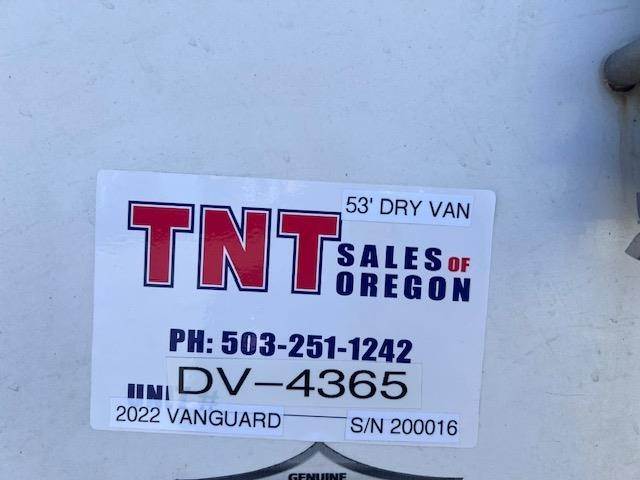 53' DRY VAN
TNT SALES OF
OREGON
PH: 503-251-1242
DV-4365
2022 VANGUARD
S/N 200016
GENUINE